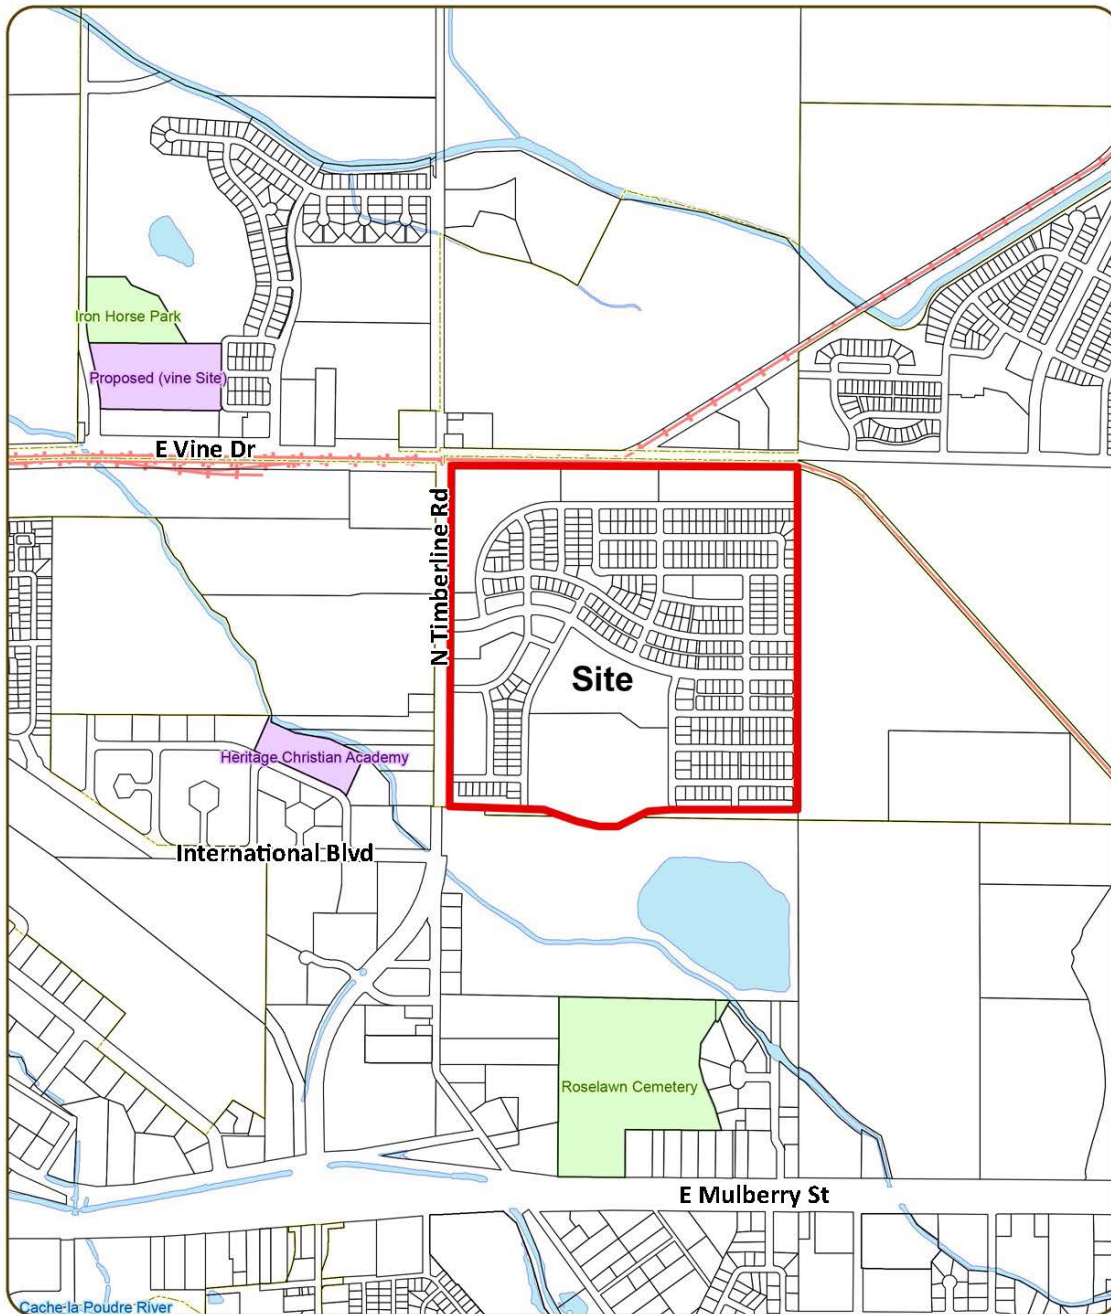 Iron Horse Park
Proposed (vine Site)
E Vine Dr
N Timberline Rd
Site
Heritage Christian Academy
International Blvd
Roselawn Cemetery
E Mulberry St
Cache la Poudre River